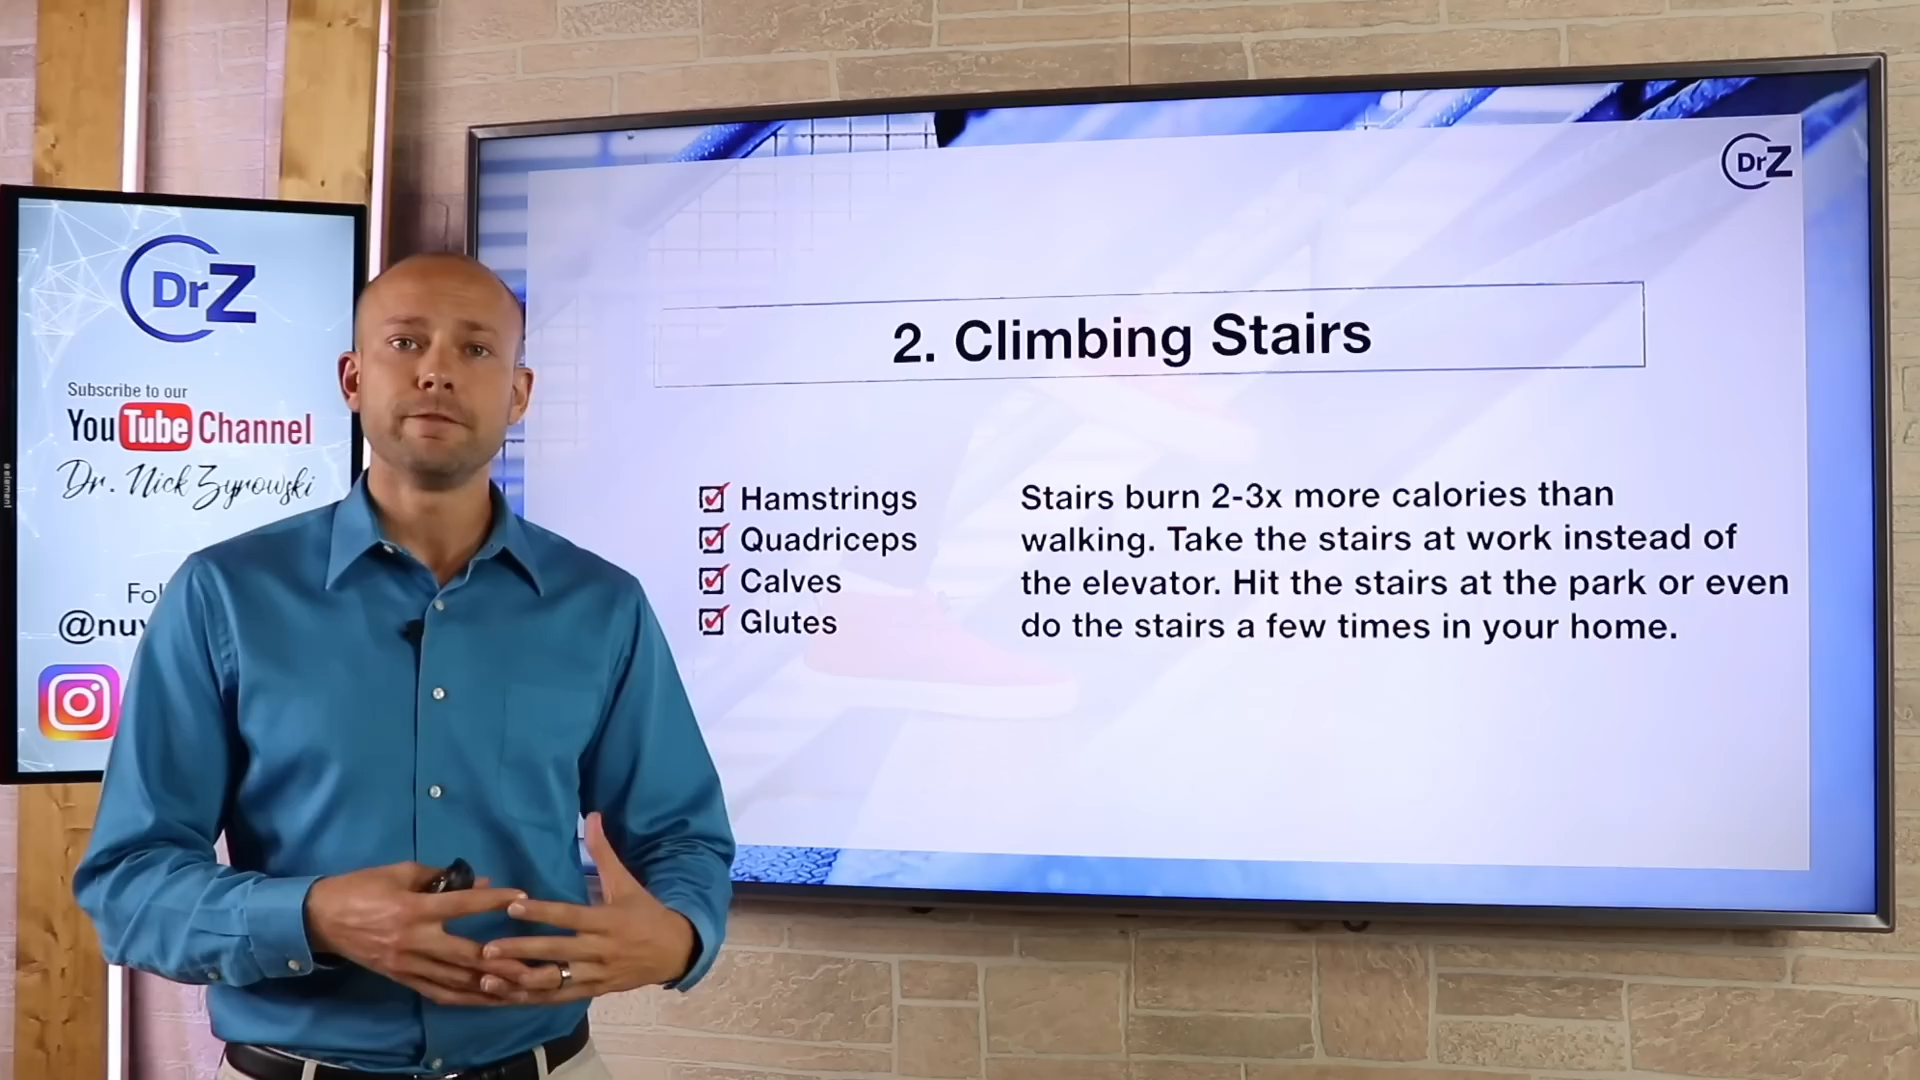 DrZ
Subscribe to our
YouTube Channel
Dr. Nick Zyrowski
@nuv
element
DrZ
2. Climbing Stairs
Hamstrings
Quadriceps
Calves
Glutes
Stairs burn 2-3x more calories than
walking. Take the stairs at work instead of
the elevator. Hit the stairs at the park or even
do the stairs a few times in your home.